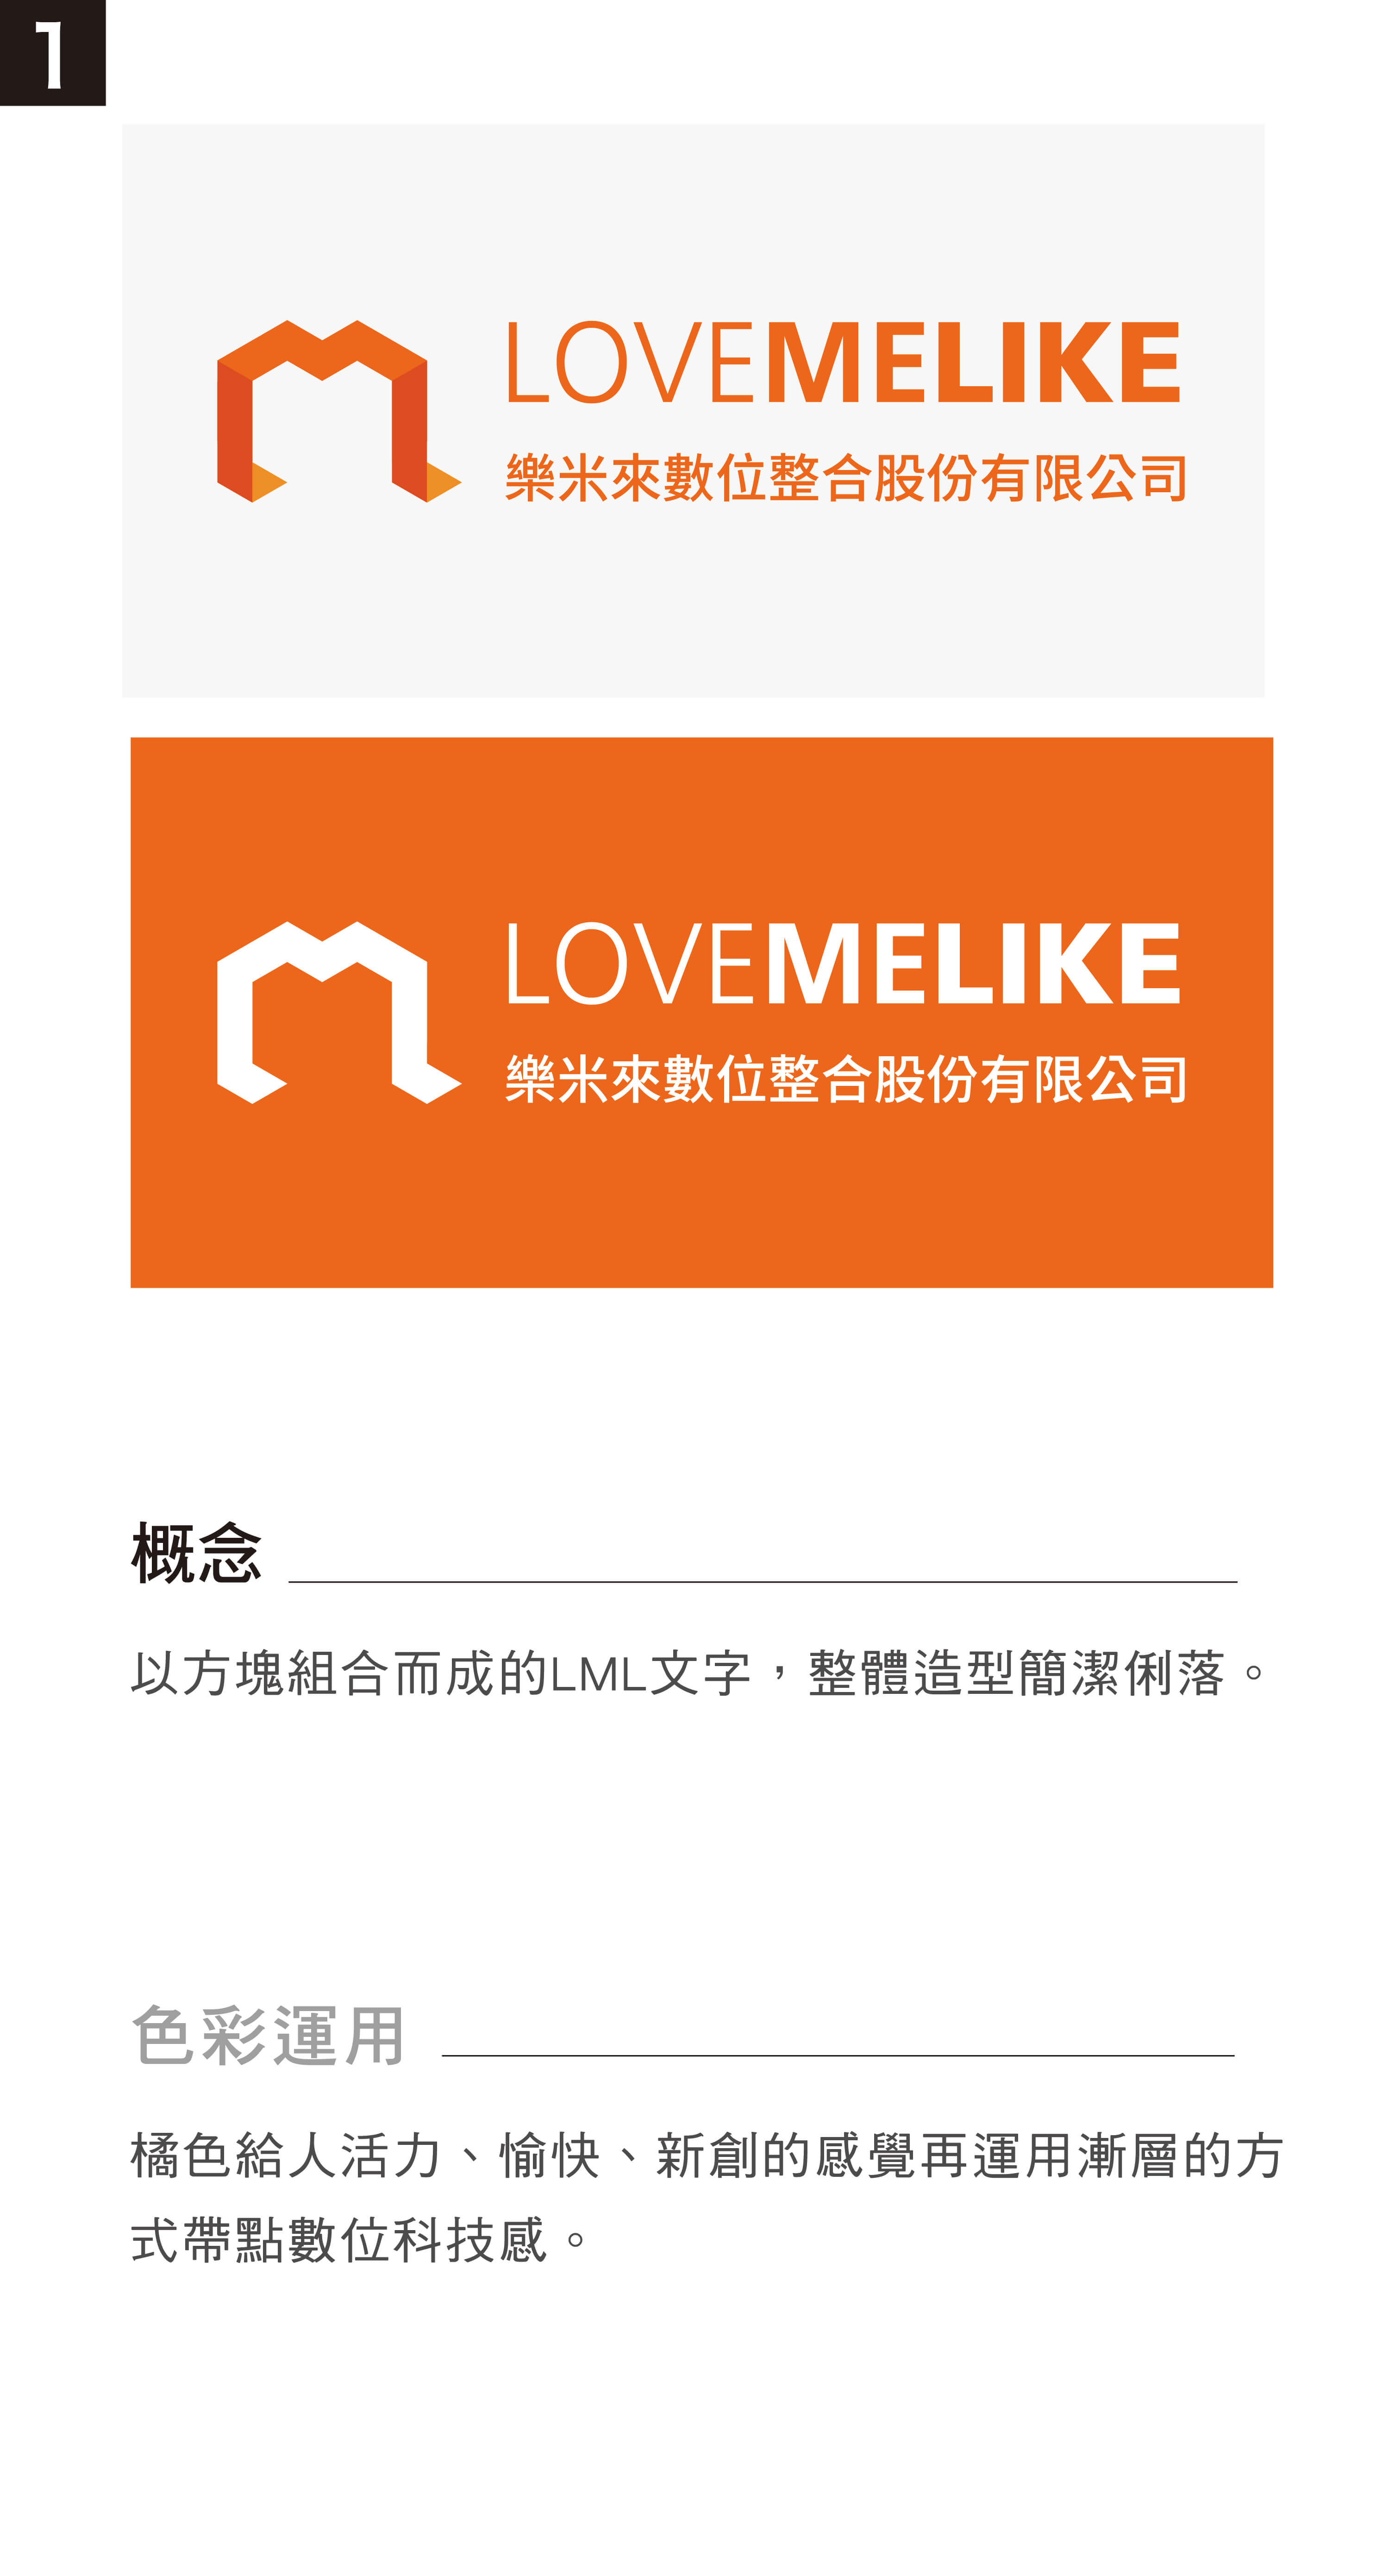 1
LOVEMELIKE
樂米來數位整合股份有限公司
LOVEMELIKE
樂米來數位整合股份有限公司
概念
以方塊組合而成的LML文字，整體造型簡潔俐落。
色彩運用
橘色給人活力、愉快、新創的感覺再運用漸層的方
式帶點數位科技感。